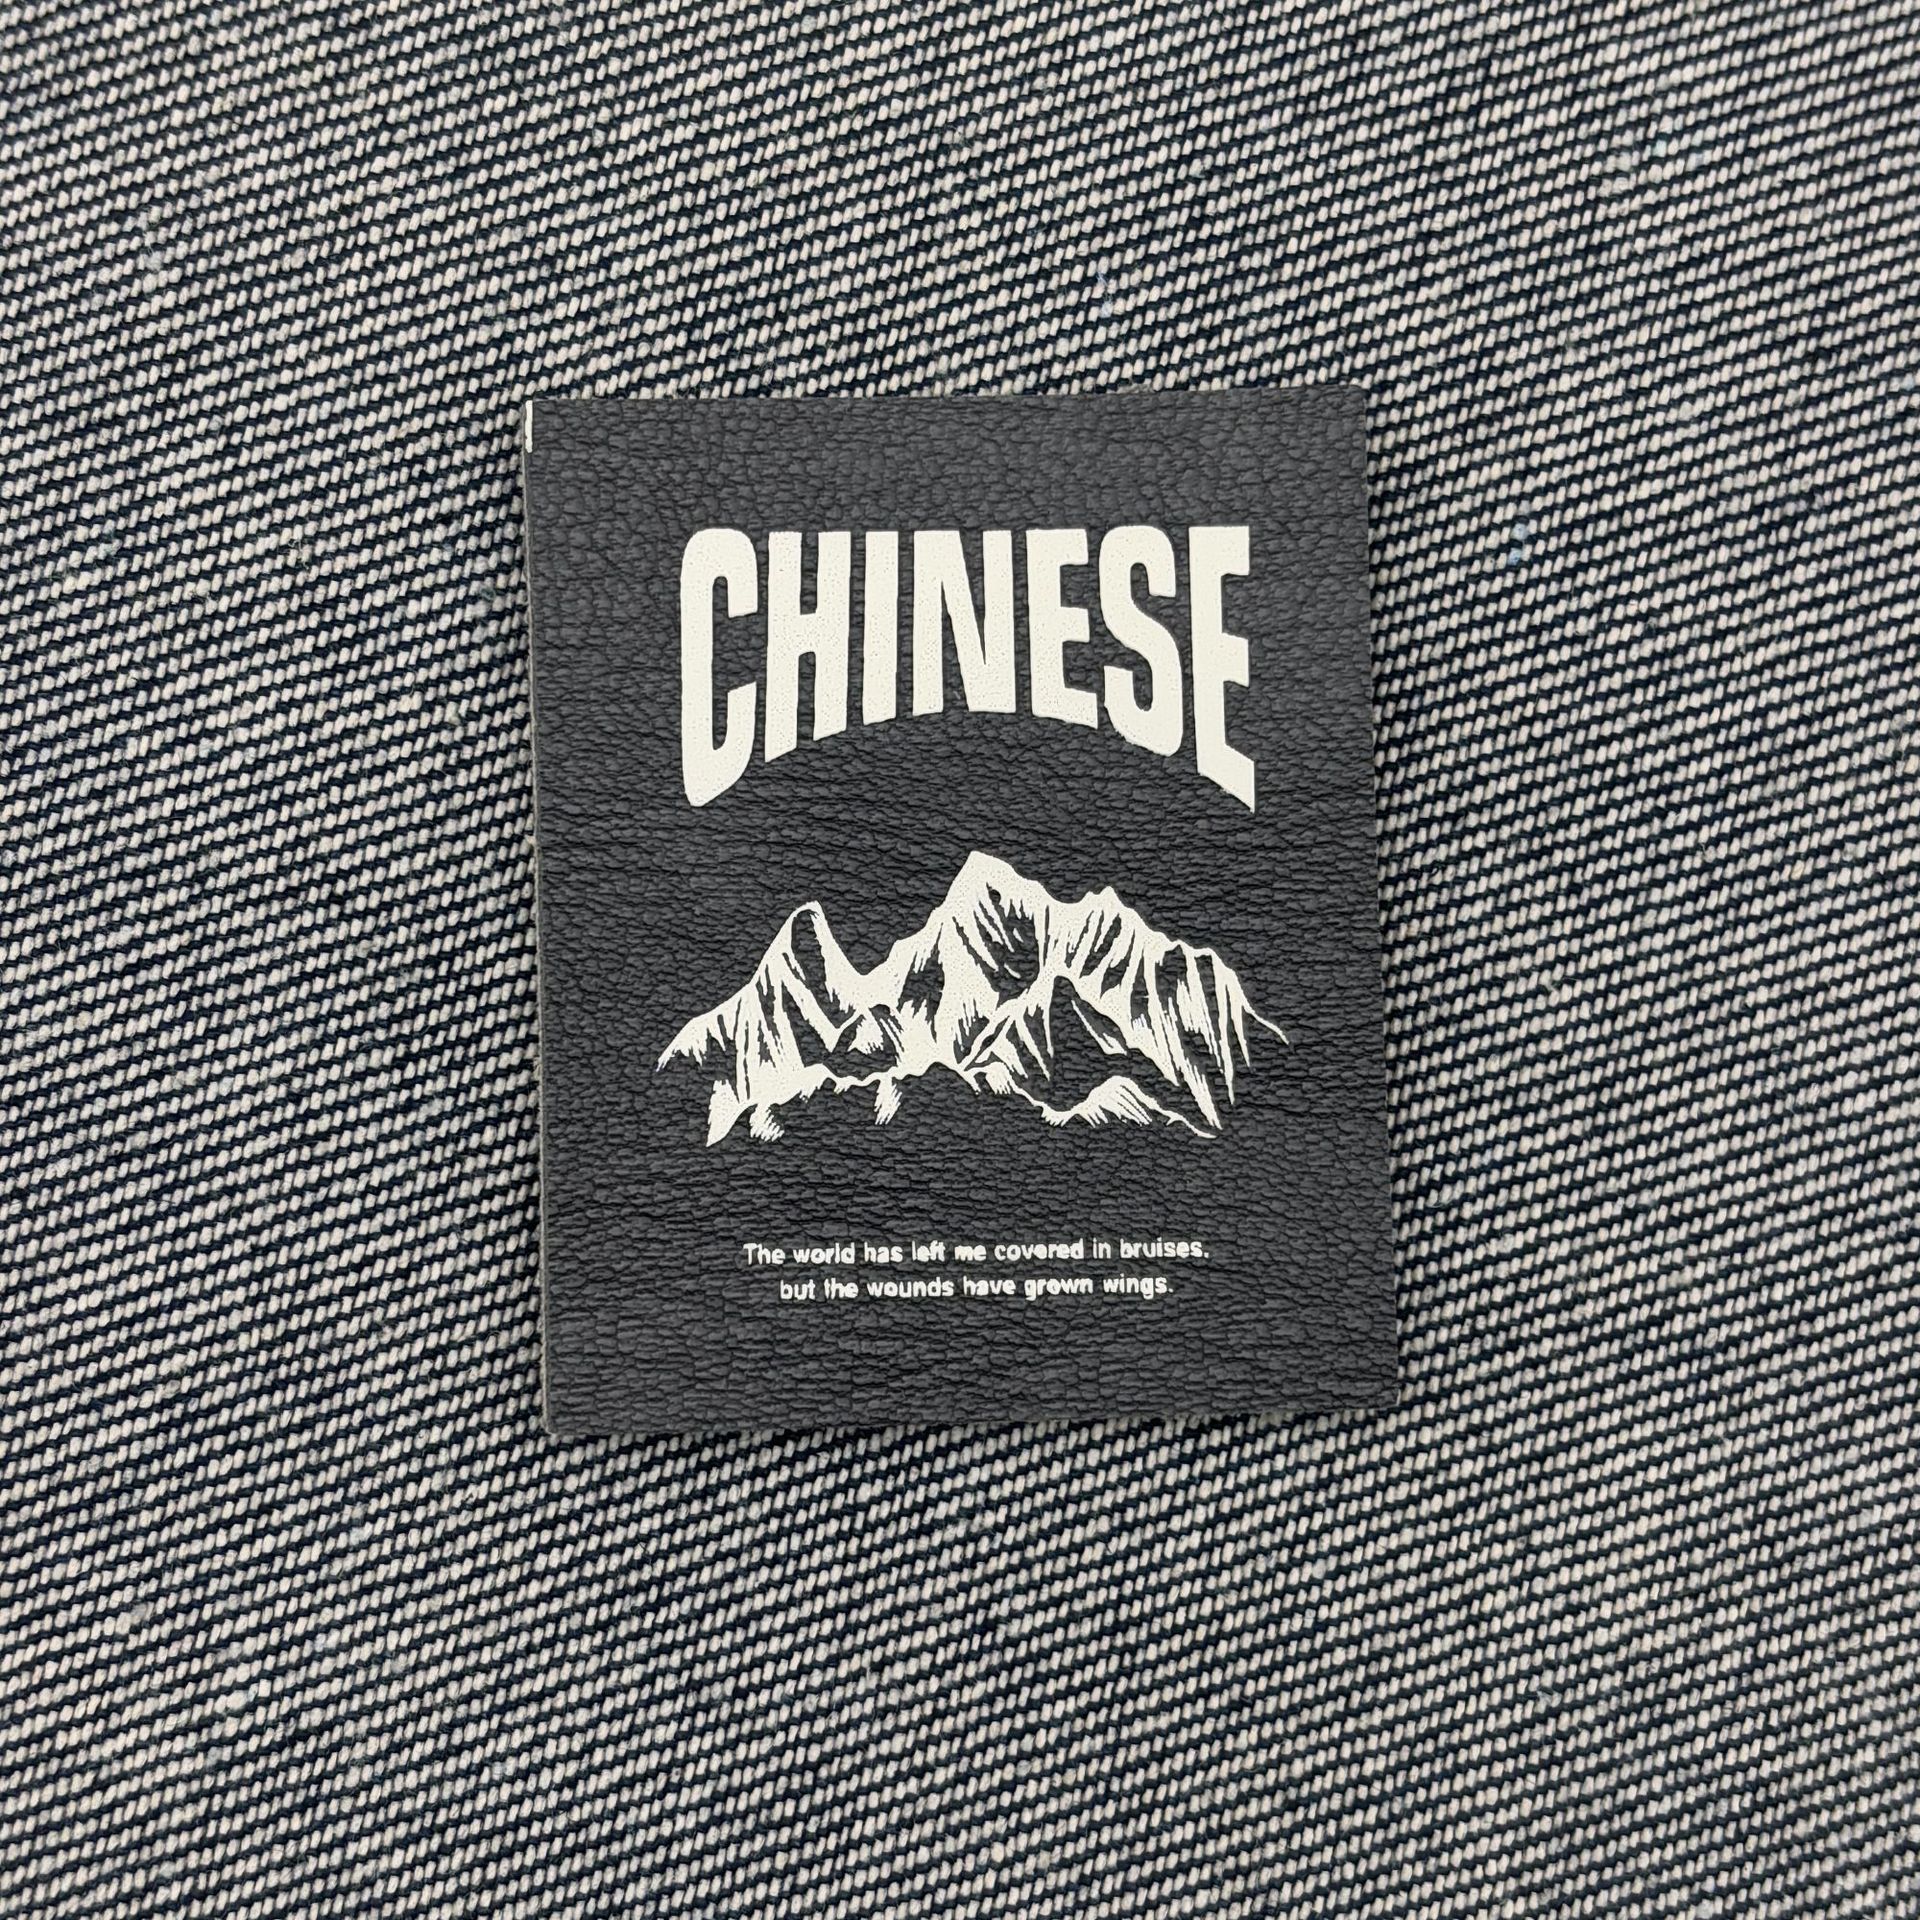 CHINESE
The world has left me covered in bruises,
but the wounds have grown wings.